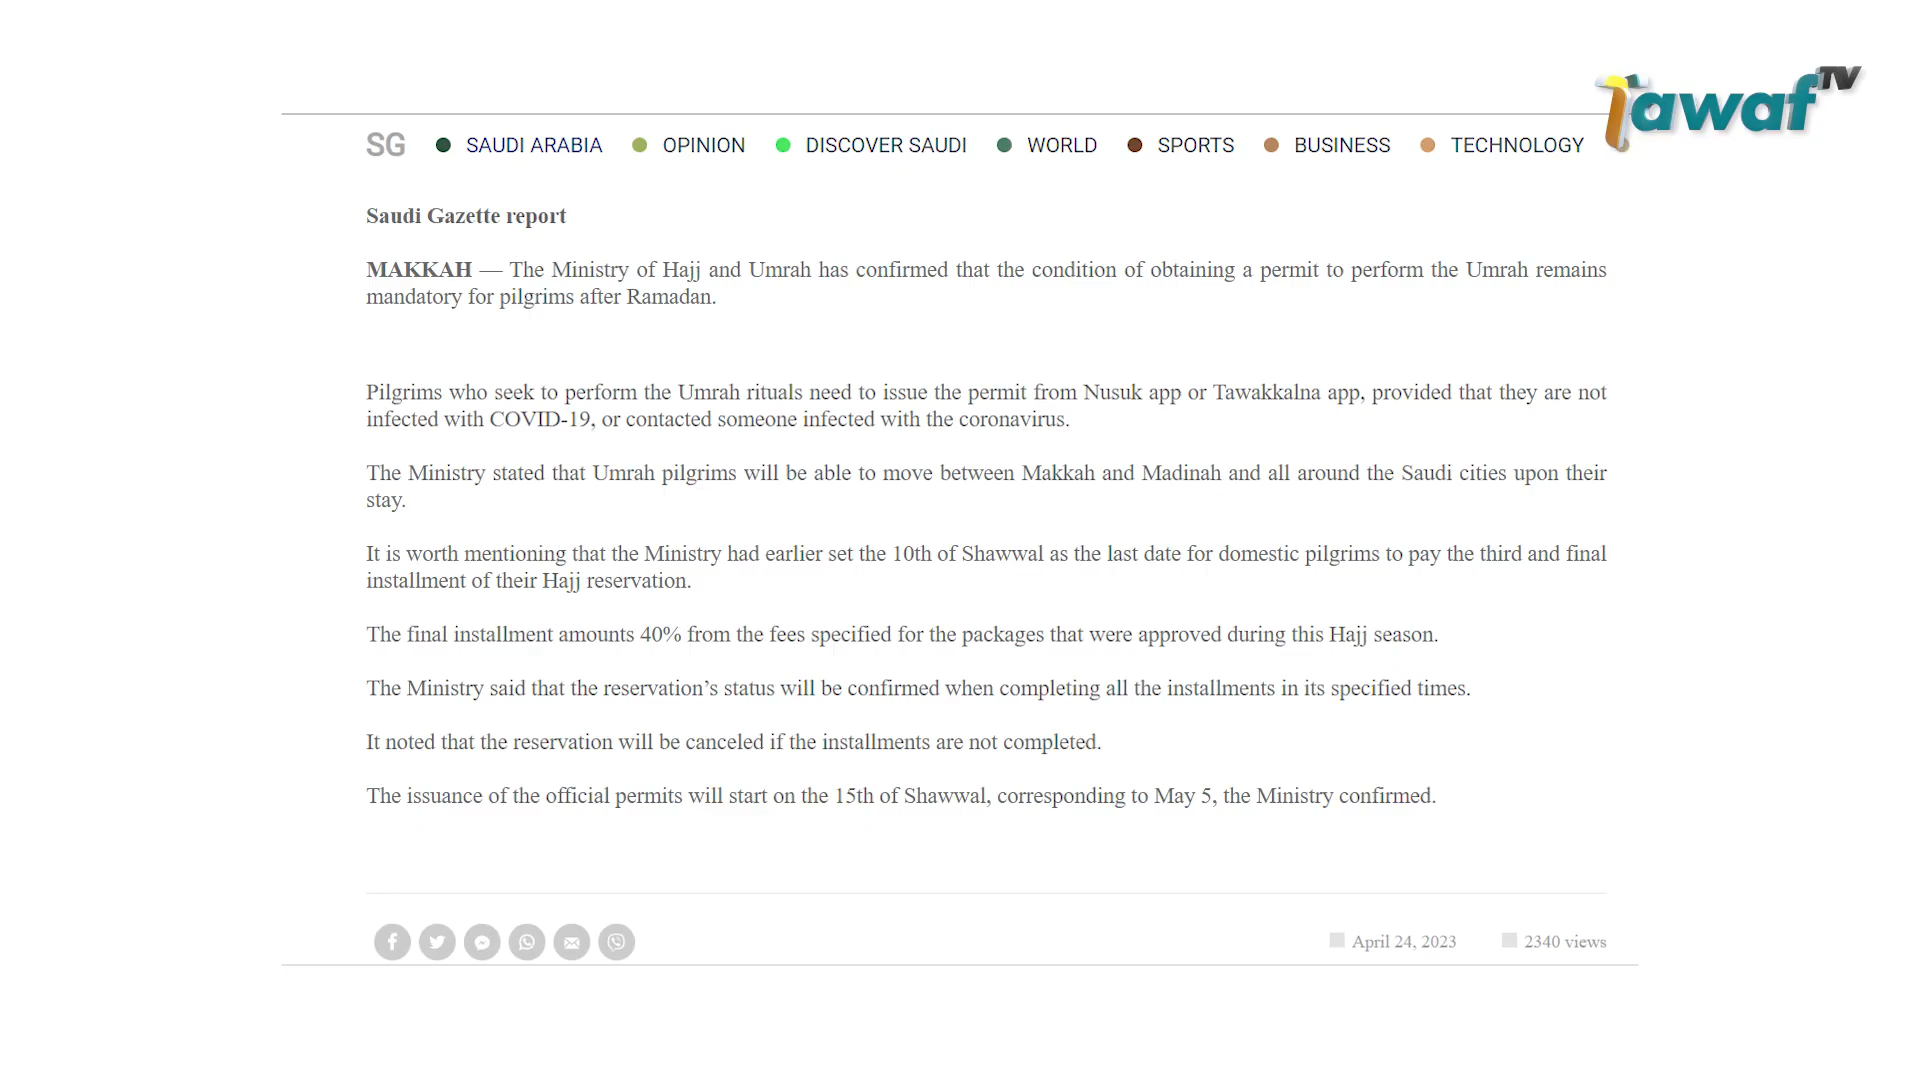 Tawaf TV
SG SAUDI ARABIA OPINION DISCOVER SAUDI WORLD SPORTS BUSINESS TECHNOLOGY
Saudi Gazette report
MAKKAH — The Ministry of Hajj and Umrah has confirmed that the condition of obtaining a permit to perform the Umrah remains
mandatory for pilgrims after Ramadan.
Pilgrims who seek to perform the Umrah rituals need to issue the permit from Nusuk app or Tawakkalna app, provided that they are not
infected with COVID-19, or contacted someone infected with the coronavirus.
The Ministry stated that Umrah pilgrims will be able to move between Makkah and Madinah and all around the Saudi cities upon their
stay.
It is worth mentioning that the Ministry had earlier set the 10th of Shawwal as the last date for domestic pilgrims to pay the third and final
installment of their Hajj reservation.
The final installment amounts 40% from the fees specified for the packages that were approved during this Hajj season.
The Ministry said that the reservation’s status will be confirmed when completing all the installments in its specified times.
It noted that the reservation will be canceled if the installments are not completed.
The issuance of the official permits will start on the 15th of Shawwal, corresponding to May 5, the Ministry confirmed.
April 24, 2023 2340 views